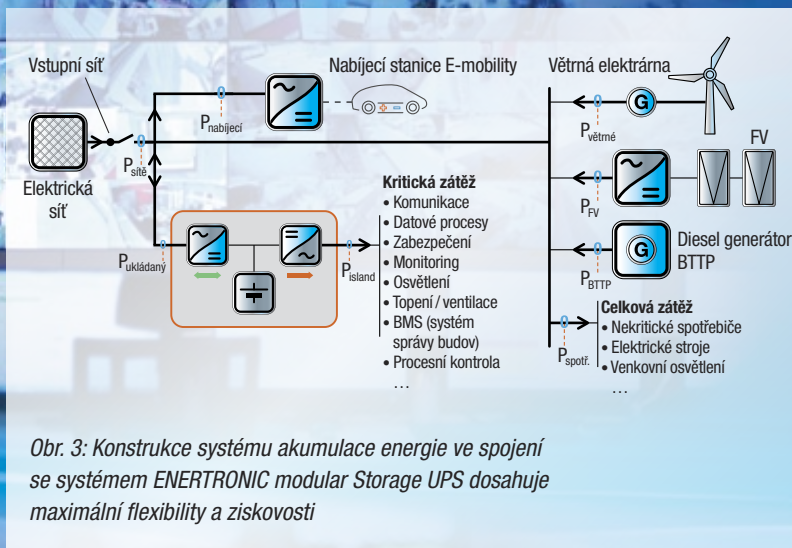 Vstupní síť
Nabíjecí stanice E-mobility
Větrná elektrárna
G
P nabíjecí
P větrné
P sítě
FV
Elektrická
síť
Kritická zátěž
• Komunikace
• Datové procesy
• Zabezpečení
• Monitoring
• Osvětlení
• Topení / ventilace
• BMS (systém
správy budov)
• Procesní kontrola
…
P FV
P ukládaný
P island
G
Diesel generátor
BTTP
P BTTP
Celková zátěž
• Nekritické spotřebiče
• Elektrické stroje
• Venkovní osvětlení
…
P spotř.
Obr. 3: Konstrukce systému akumulace energie ve spojení
se systémem ENERTRONIC modular Storage UPS dosahuje
maximální flexibility a ziskovosti